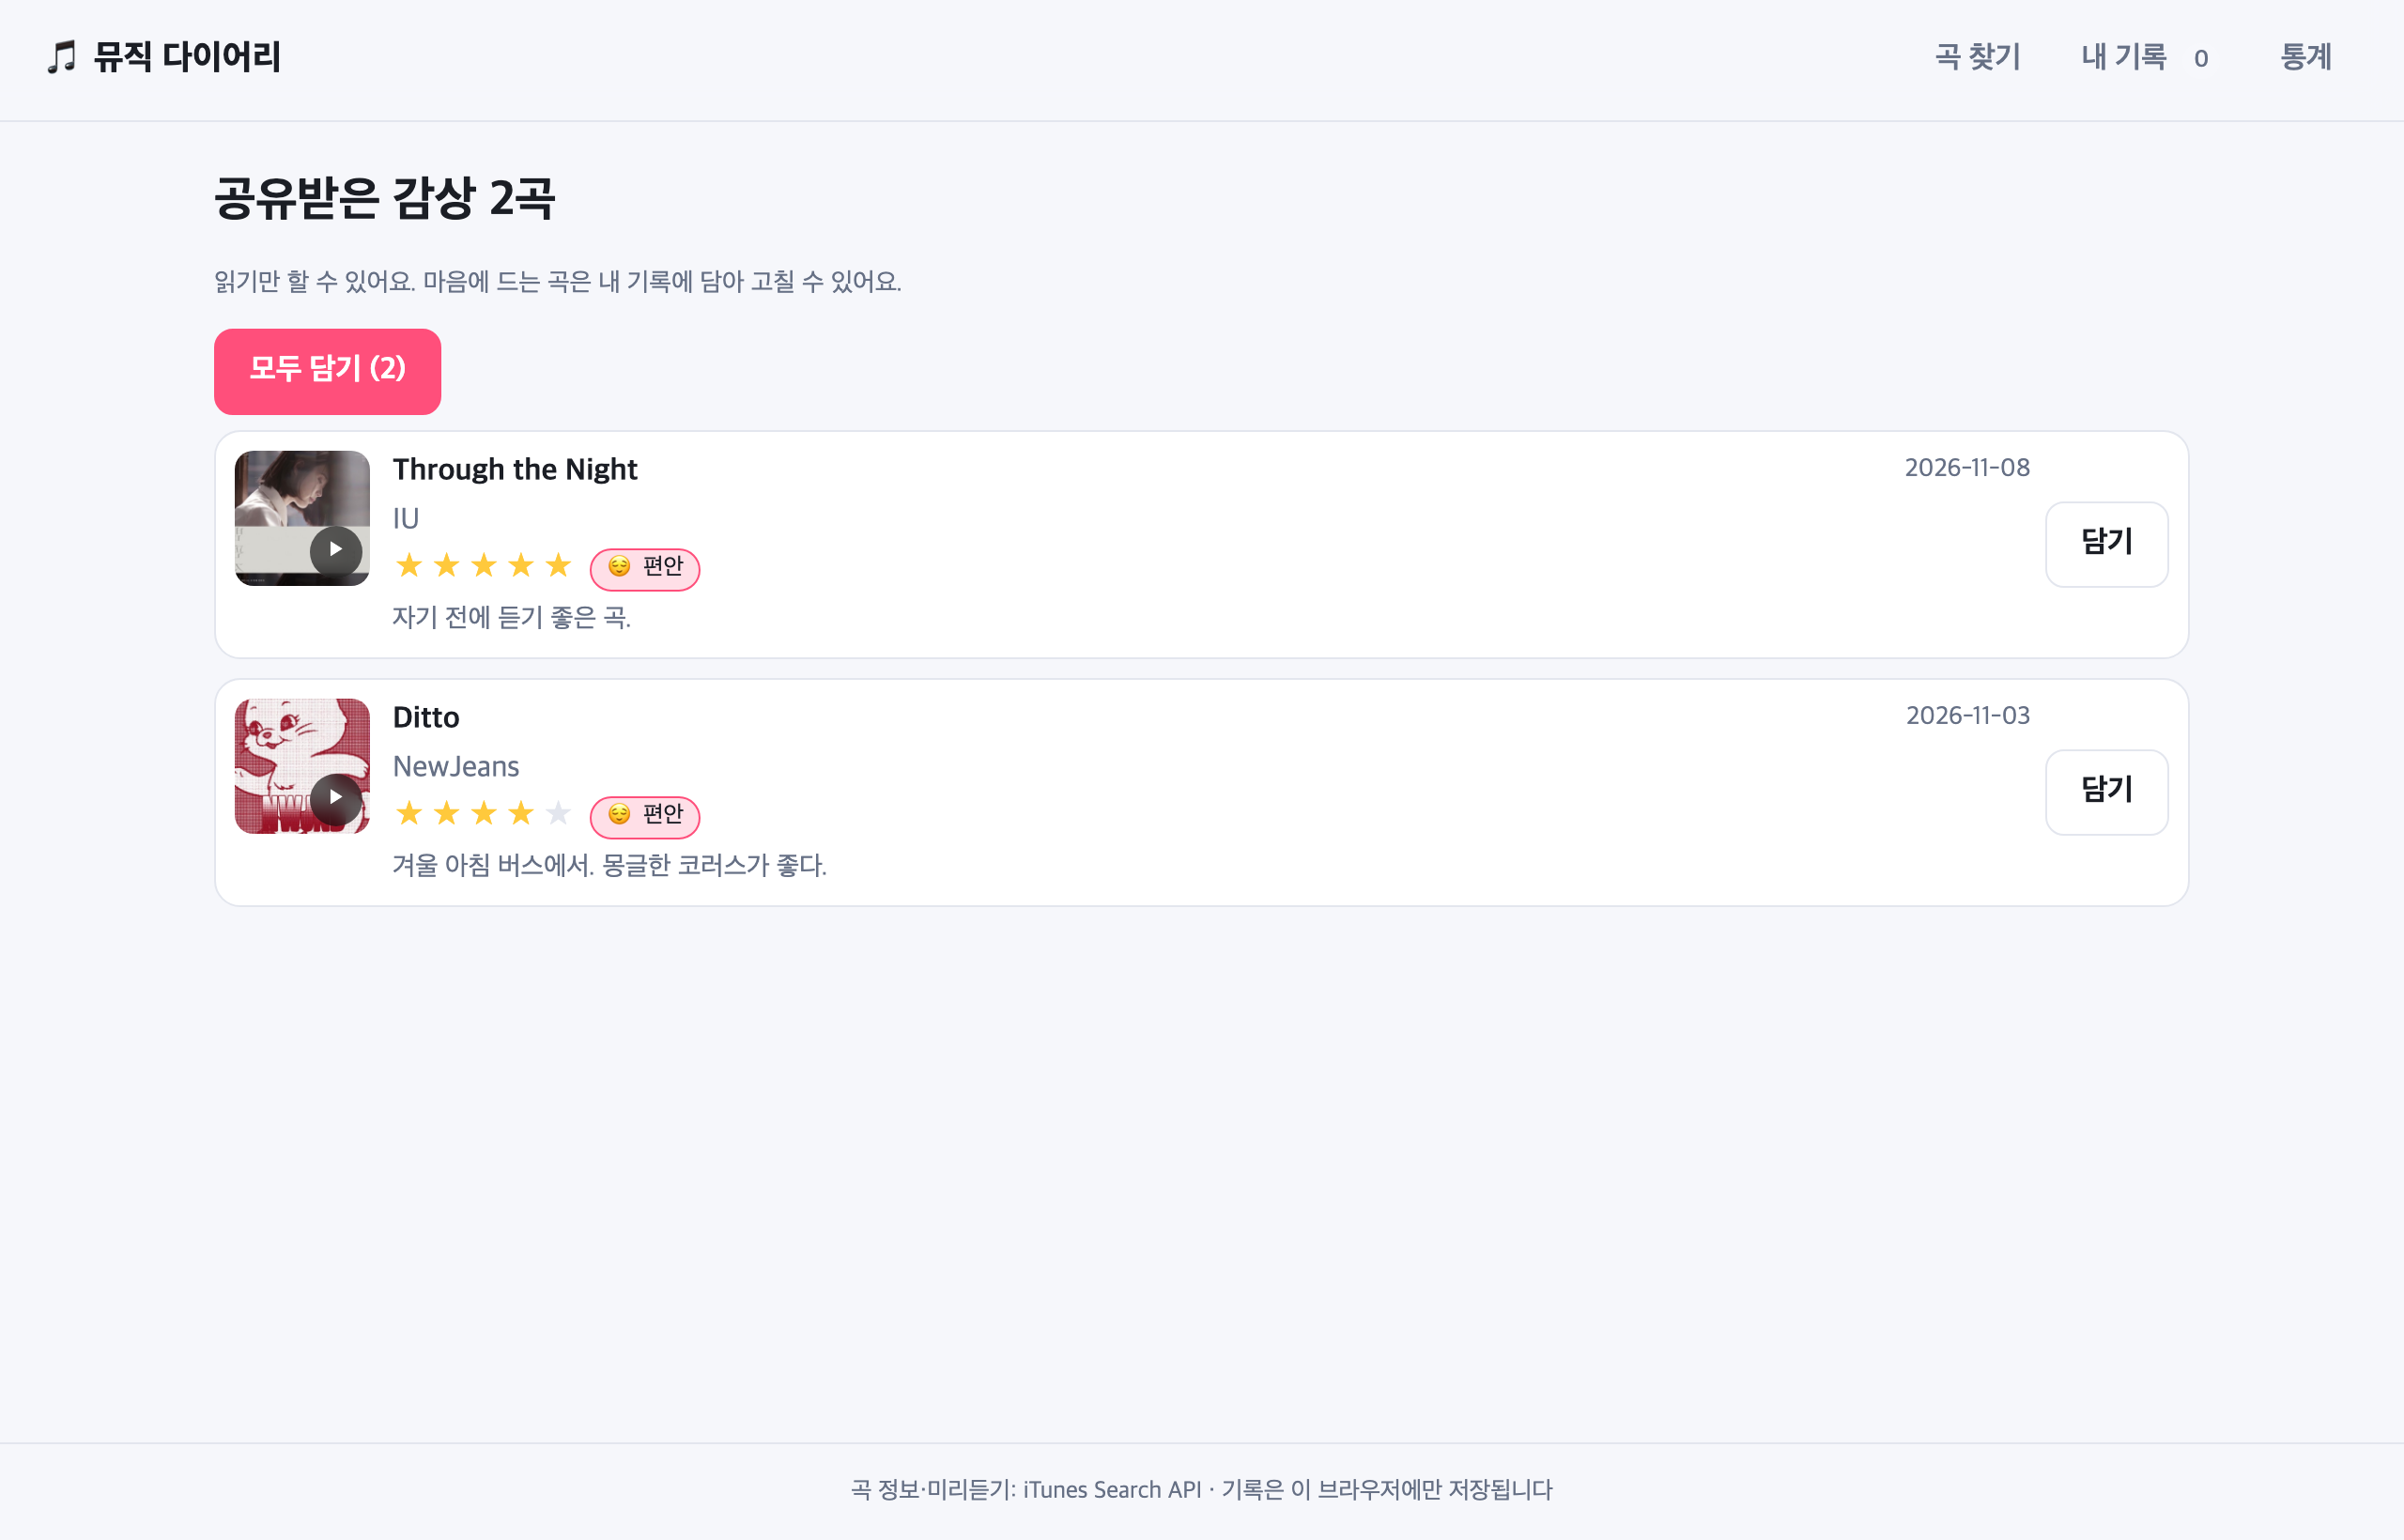 🎵 뮤직 다이어리
곡 찾기 내 기록 0 통계
공유받은 감상 2곡
읽기만 할 수 있어요. 마음에 드는 곡은 내 기록에 담아 고칠 수 있어요.
모두 담기 (2)
Through the Night
2026-11-08
IU
★★★★★ 😌 편안
자기 전에 듣기 좋은 곡.
담기
Ditto
2026-11-03
NewJeans
★★★★★ 😌 편안
겨울 아침 버스에서. 몽글한 코러스가 좋다.
담기
곡 정보·미리듣기: iTunes Search API · 기록은 이 브라우저에만 저장됩니다